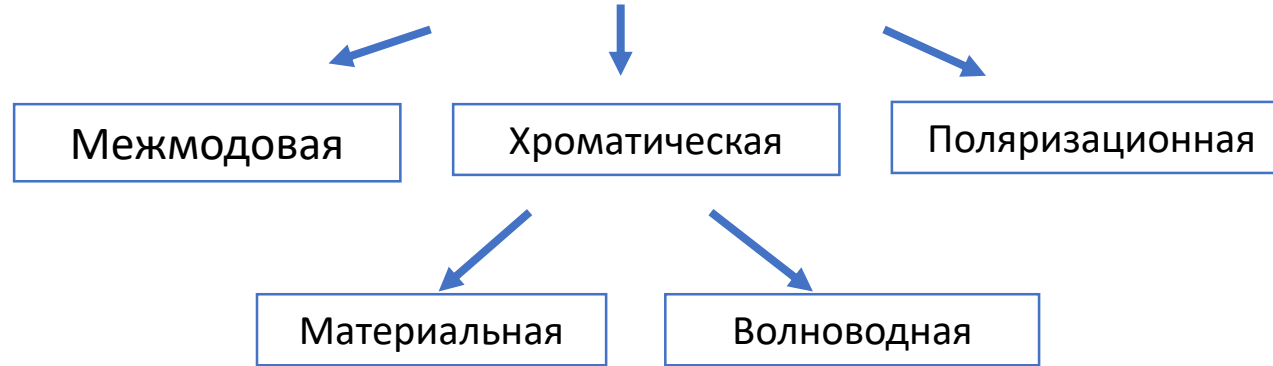 Межмодовая
Хроматическая
Поляризационная
Материальная
Волноводная